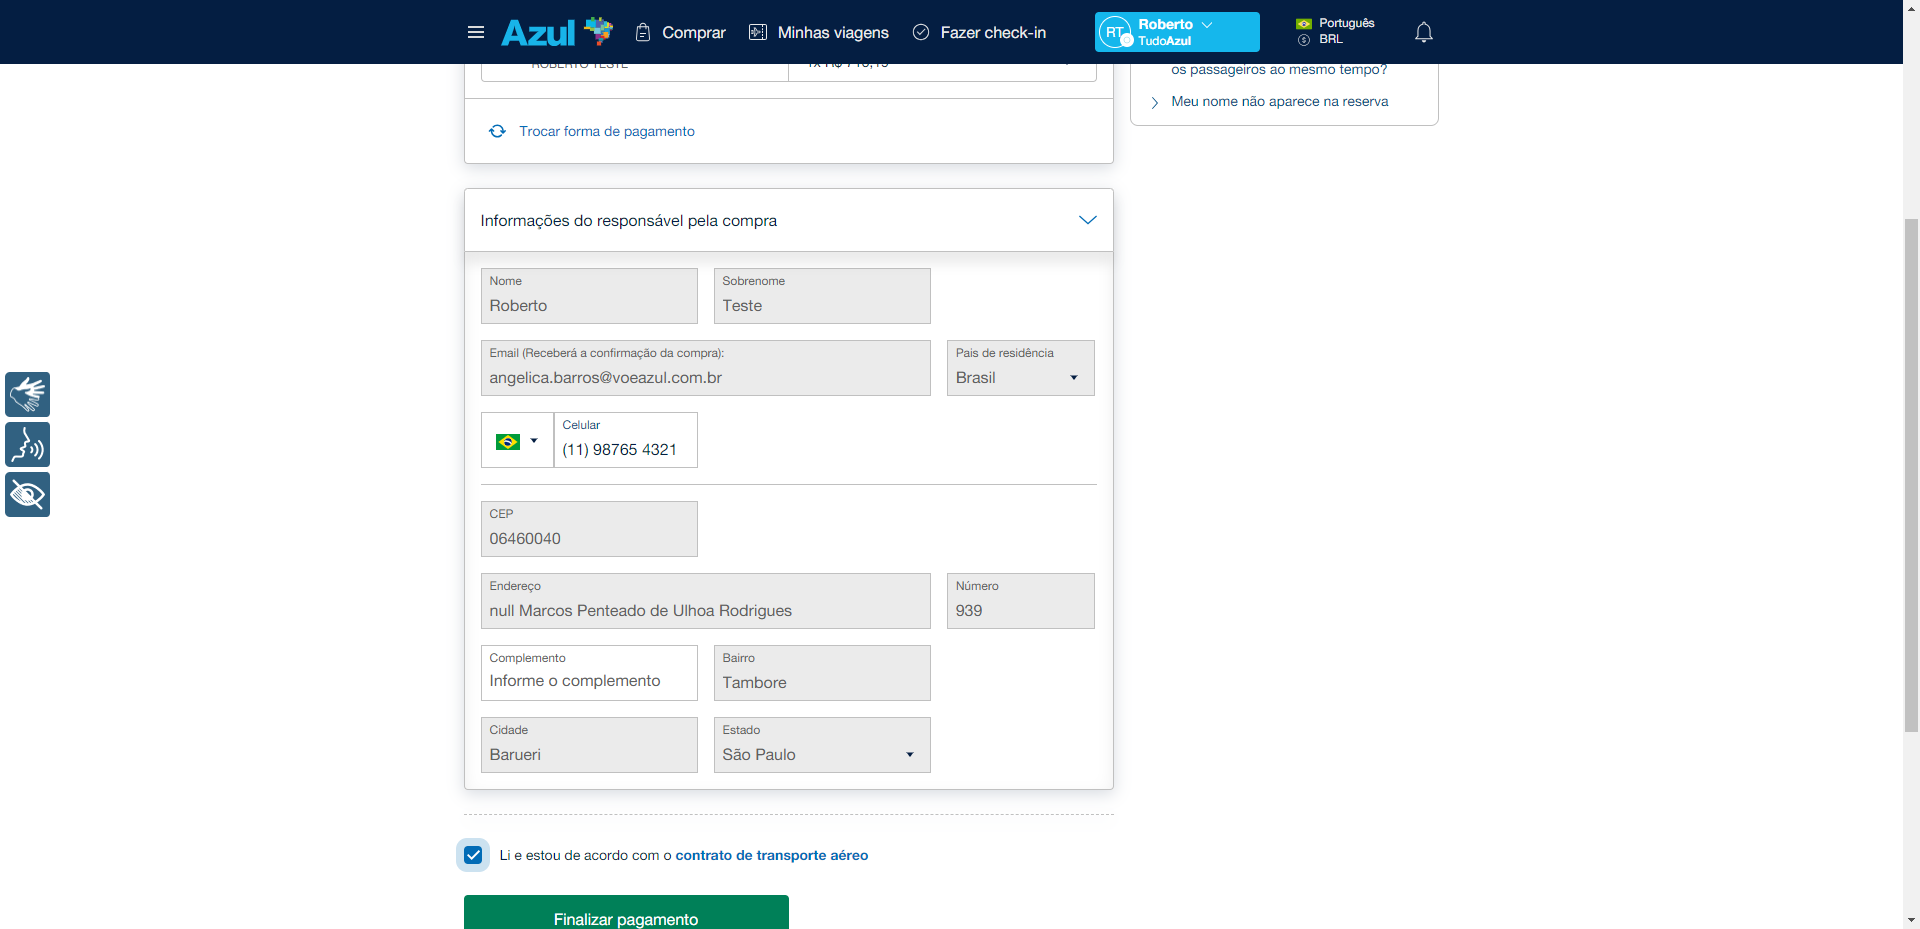 Azul
Comprar
Minhas viagens
Fazer check-in
RT
Roberto
TudoAzul
Português
BRL
ROBERTO TESTE
os passageiros ao mesmo tempo?
Meu nome não aparece na reserva
Trocar forma de pagamento
Informações do responsável pela compra
Nome
Roberto
Sobrenome
Teste
Email (Receberá a confirmação da compra):
angelica.barros@voeazul.com.br
Pais de residência
Brasil
Celular
(11) 98765 4321
CEP
06460040
Endereço
null Marcos Penteado de Ulhoa Rodrigues
Número
939
Complemento
Informe o complemento
Bairro
Tambore
Cidade
Barueri
Estado
São Paulo
Li e estou de acordo com o contrato de transporte aéreo
Finalizar pagamento